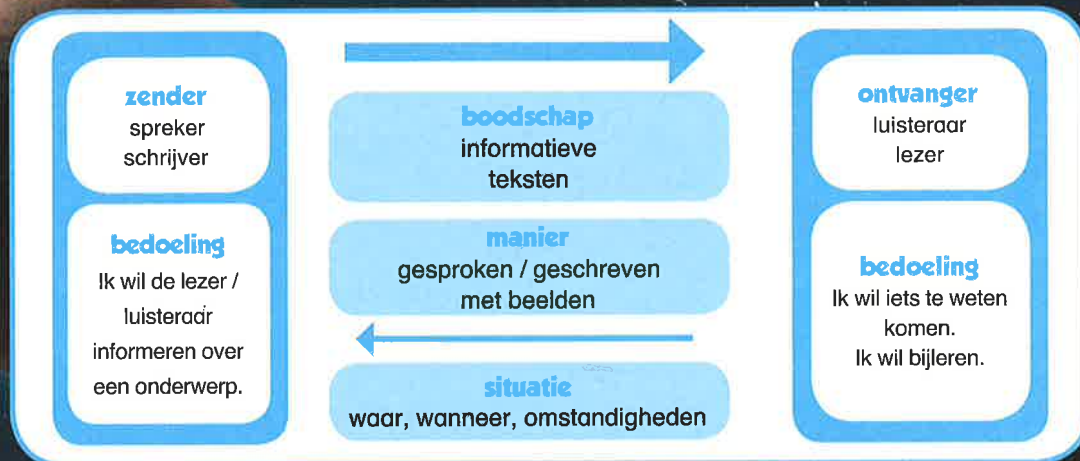 zender
spreker
schrijver
bedoeling
Ik wil de lezer /
luisteraar
informeren over
een onderwerp.
boodschap
informatieve
teksten
manier
gesproken / geschreven
met beelden
situatie
waar, wanneer, omstandigheden
ontvanger
luisteraar
lezer
bedoeling
Ik wil iets te weten
komen.
Ik wil bijleren.